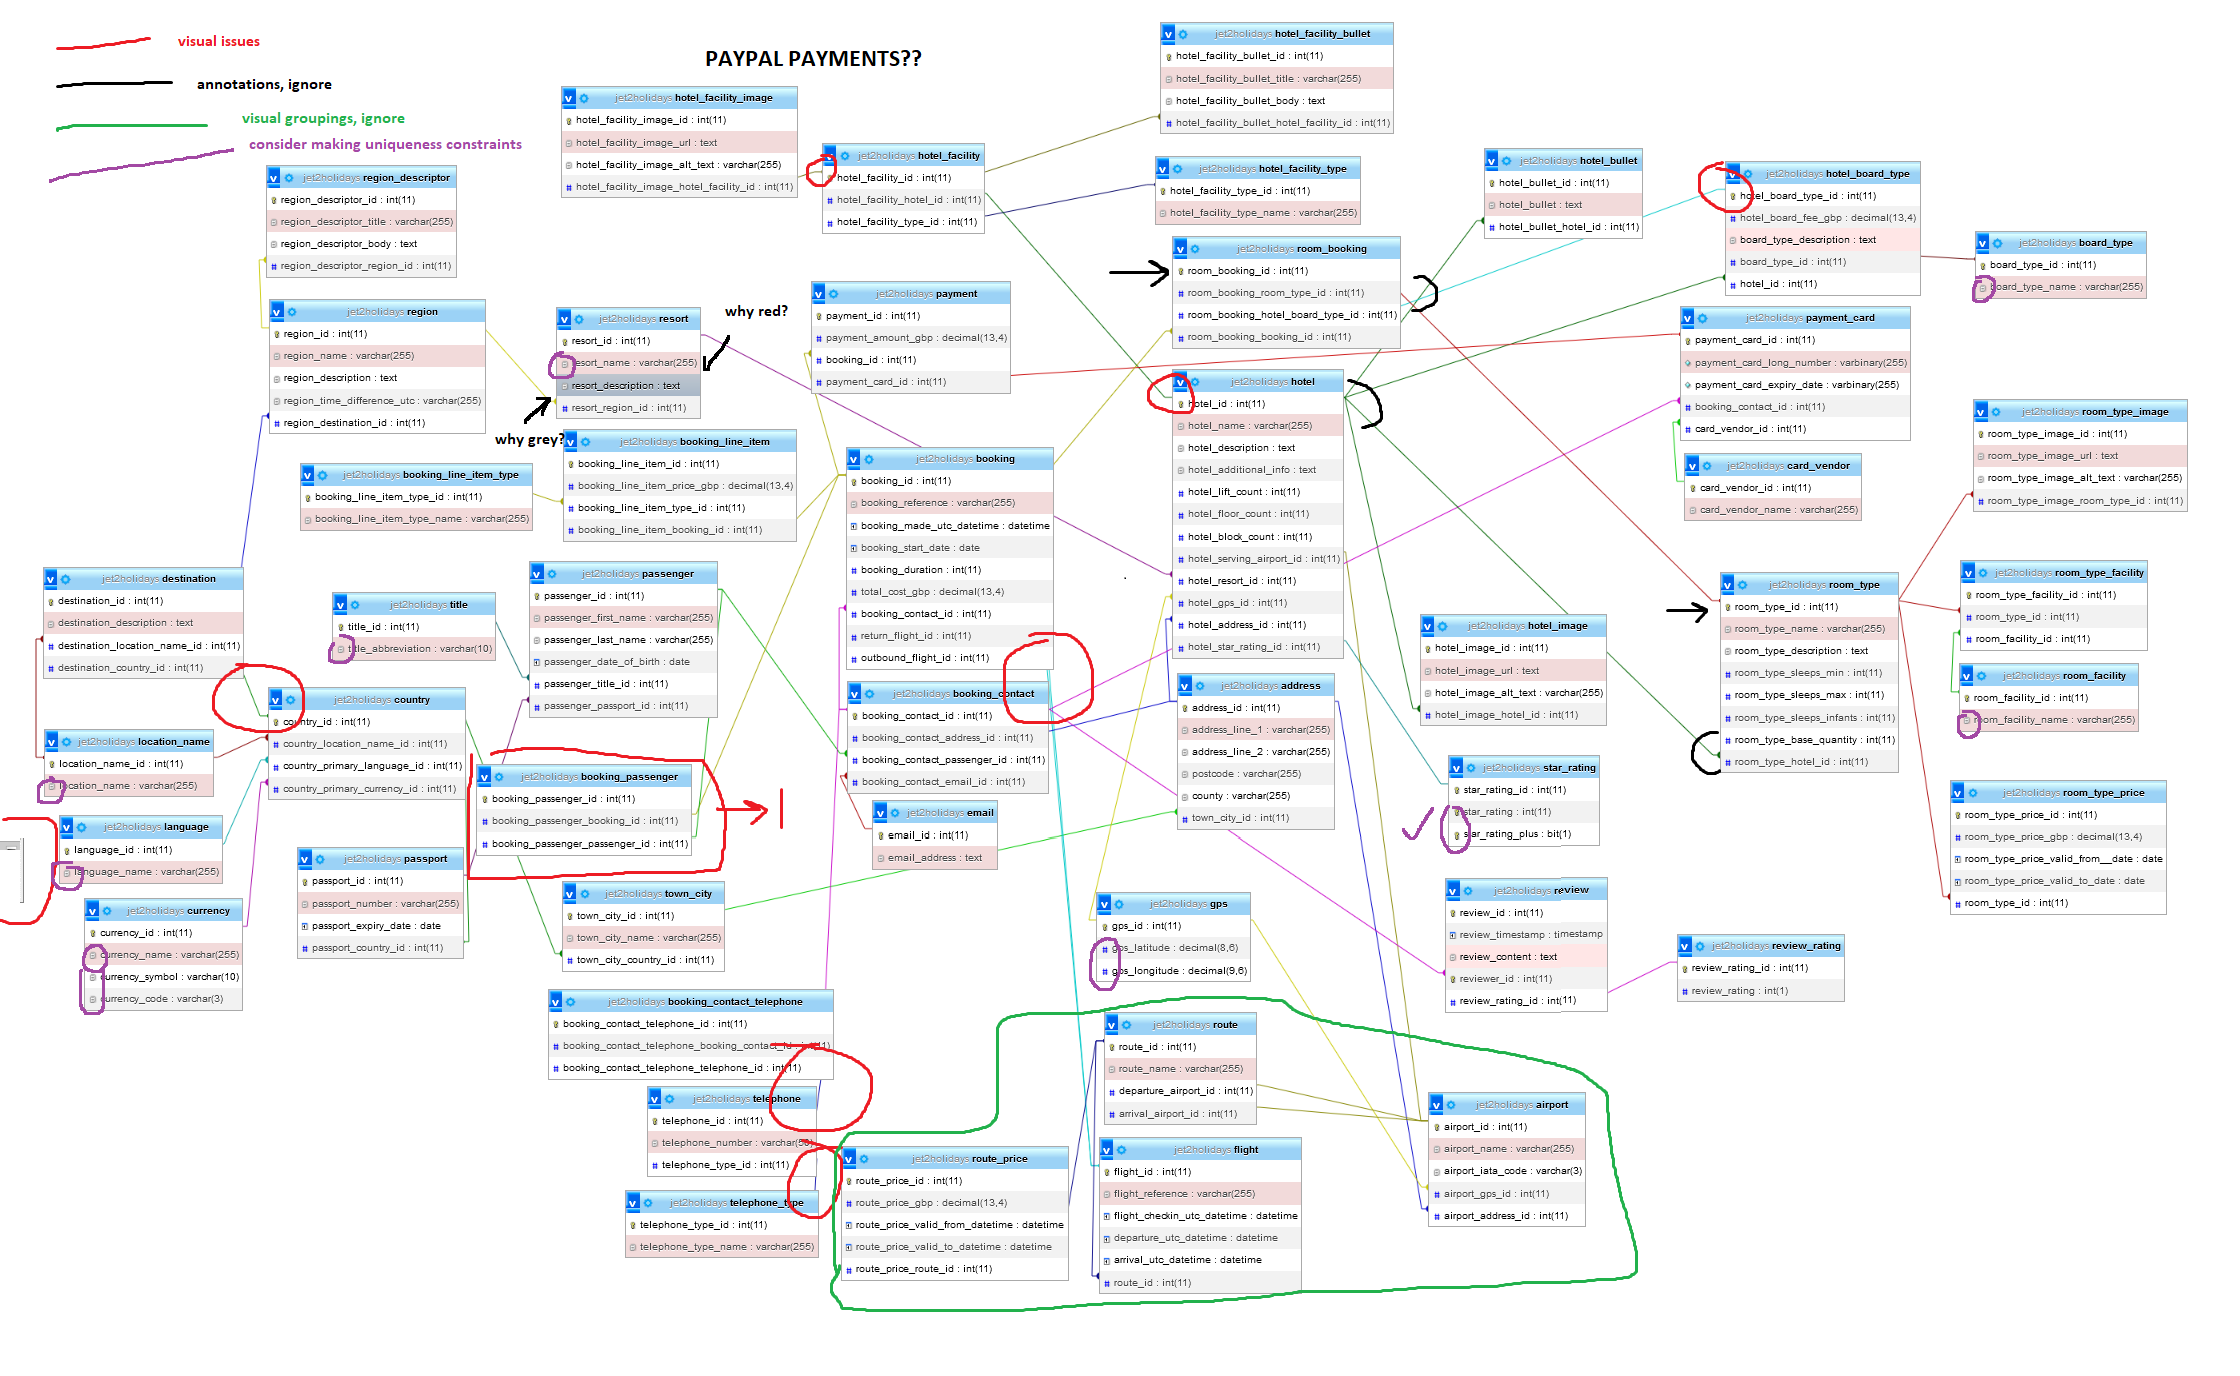 visual issues
annotations, ignore
visual groupings, ignore
consider making uniqueness constraints
PAYPAL PAYMENTS??
why red?
why grey?
jet2holidays hotel_facility_bullet
hotel_facility_bullet_id : int(11)
hotel_facility_bullet_title : varchar(255)
hotel_facility_bullet_body : text
hotel_facility_bullet_hotel_facility_id : int(11)
jet2holidays hotel_facility_image
hotel_facility_image_id : int(11)
hotel_facility_image_url : text
hotel_facility_image_alt_text : varchar(255)
hotel_facility_image_hotel_facility_id : int(11)
jet2holidays hotel_facility
hotel_facility_id : int(11)
hotel_facility_hotel_id : int(11)
hotel_facility_type_id : int(11)
jet2holidays hotel_facility_type
hotel_facility_type_id : int(11)
hotel_facility_type_name : varchar(255)
jet2holidays hotel_bullet
hotel_bullet_id : int(11)
hotel_bullet : text
hotel_bullet_hotel_id : int(11)
jet2holidays hotel_board_type
hotel_board_type_id : int(11)
hotel_board_fee_gbp : decimal(13,4)
board_type_description : text
board_type_id : int(11)
hotel_id : int(11)
jet2holidays board_type
board_type_id : int(11)
board_type_name : varchar(255)
jet2holidays region_descriptor
region_descriptor_id : int(11)
region_descriptor_title : varchar(255)
region_descriptor_body : text
region_descriptor_region_id : int(11)
jet2holidays region
region_id : int(11)
region_name : varchar(255)
region_description : text
region_time_difference_utc : varchar(255)
region_destination_id : int(11)
jet2holidays resort
resort_id : int(11)
resort_name : varchar(255)
resort_description : text
resort_region_id : int(11)
jet2holidays payment
payment_id : int(11)
payment_amount_gbp : decimal(13,4)
booking_id : int(11)
payment_card_id : int(11)
jet2holidays room_booking
room_booking_id : int(11)
room_booking_room_type_id : int(11)
room_booking_hotel_board_type_id : int(11)
room_booking_booking_id : int(11)
jet2holidays payment_card
payment_card_id : int(11)
payment_card_long_number : varbinary(255)
payment_card_expiry_date : varbinary(255)
booking_contact_id : int(11)
card_vendor_id : int(11)
jet2holidays card_vendor
card_vendor_id : int(11)
card_vendor_name : varchar(255)
jet2holidays room_type_image
room_type_image_id : int(11)
room_type_image_url : text
room_type_image_alt_text : varchar(255)
room_type_image_room_type_id : int(11)
jet2holidays booking_line_item_type
booking_line_item_type_id : int(11)
booking_line_item_type_name : varchar(255)
jet2holidays booking_line_item
booking_line_item_id : int(11)
booking_line_item_price_gbp : decimal(13,4)
booking_line_item_type_id : int(11)
booking_line_item_booking_id : int(11)
jet2holidays booking
booking_id : int(11)
booking_reference : varchar(255)
booking_made_utc_datetime : datetime
booking_start_date : date
booking_duration : int(11)
total_cost_gbp : decimal(13,4)
booking_contact_id : int(11)
return_flight_id : int(11)
outbound_flight_id : int(11)
jet2holidays hotel
hotel_id : int(11)
hotel_name : varchar(255)
hotel_description : text
hotel_additional_info : text
hotel_lift_count : int(11)
hotel_floor_count : int(11)
hotel_block_count : int(11)
hotel_serving_airport_id : int(11)
hotel_resort_id : int(11)
hotel_gps_id : int(11)
hotel_address_id : int(11)
hotel_star_rating_id : int(11)
jet2holidays destination
destination_id : int(11)
destination_description : text
destination_location_name_id : int(11)
destination_country_id : int(11)
jet2holidays title
title_id : int(11)
title_abbreviation : varchar(10)
jet2holidays passenger
passenger_id : int(11)
passenger_first_name : varchar(255)
passenger_last_name : varchar(255)
passenger_date_of_birth : date
passenger_title_id : int(11)
passenger_passport_id : int(11)
jet2holidays hotel_image
hotel_image_id : int(11)
hotel_image_url : text
hotel_image_alt_text : varchar(255)
hotel_image_hotel_id : int(11)
jet2holidays room_type
room_type_id : int(11)
room_type_name : varchar(255)
room_type_description : text
room_type_sleeps_min : int(11)
room_type_sleeps_max : int(11)
room_type_sleeps_infants : int(11)
room_type_base_quantity : int(11)
room_type_hotel_id : int(11)
jet2holidays room_type_facility
room_type_facility_id : int(11)
room_type_id : int(11)
room_facility_id : int(11)
jet2holidays room_facility
room_facility_id : int(11)
room_facility_name : varchar(255)
jet2holidays country
country_id : int(11)
country_location_name_id : int(11)
country_primary_language_id : int(11)
country_primary_currency_id : int(11)
jet2holidays location_name
location_name_id : int(11)
location_name : varchar(255)
jet2holidays booking_contact
booking_contact_id : int(11)
booking_contact_address_id : int(11)
booking_contact_passenger_id : int(11)
booking_contact_email_id : int(11)
jet2holidays address
address_id : int(11)
address_line_1 : varchar(255)
address_line_2 : varchar(255)
postcode : varchar(255)
county : varchar(255)
town_city_id : int(11)
jet2holidays star_rating
star_rating_id : int(11)
star_rating : int(11)
star_rating_plus : bit(1)
jet2holidays room_type_price
room_type_price_id : int(11)
room_type_price_gbp : decimal(13,4)
room_type_price_valid_from__date : date
room_type_price_valid_to_date : date
room_type_id : int(11)
jet2holidays booking_passenger
booking_passenger_id : int(11)
booking_passenger_booking_id : int(11)
booking_passenger_passenger_id : int(11)
jet2holidays email
email_id : int(11)
email_address : text
jet2holidays language
language_id : int(11)
language_name : varchar(255)
jet2holidays passport
passport_id : int(11)
passport_number : varchar(255)
passport_expiry_date : date
passport_country_id : int(11)
jet2holidays currency
currency_id : int(11)
currency_name : varchar(255)
currency_symbol : varchar(10)
currency_code : varchar(3)
jet2holidays town_city
town_city_id : int(11)
town_city_name : varchar(255)
town_city_country_id : int(11)
jet2holidays gps
gps_id : int(11)
gps_latitude : decimal(8,6)
gps_longitude : decimal(9,6)
jet2holidays review
review_id : int(11)
review_timestamp : timestamp
review_content : text
reviewer_id : int(11)
review_rating_id : int(11)
jet2holidays review_rating
review_rating_id : int(11)
review_rating : int(1)
jet2holidays booking_contact_telephone
booking_contact_telephone_id : int(11)
booking_contact_telephone_booking_contact_id : int(11)
booking_contact_telephone_telephone_id : int(11)
jet2holidays telephone
telephone_id : int(11)
telephone_number : varchar(50)
telephone_type_id : int(11)
jet2holidays telephone_type
telephone_type_id : int(11)
telephone_type_name : varchar(255)
jet2holidays route
route_id : int(11)
route_name : varchar(255)
departure_airport_id : int(11)
arrival_airport_id : int(11)
jet2holidays route_price
route_price_id : int(11)
route_price_gbp : decimal(13,4)
route_price_valid_from_datetime : datetime
route_price_valid_to_datetime : datetime
route_price_route_id : int(11)
jet2holidays flight
flight_id : int(11)
flight_reference : varchar(255)
flight_checkin_utc_datetime : datetime
departure_utc_datetime : datetime
arrival_utc_datetime : datetime
route_id : int(11)
jet2holidays airport
airport_id : int(11)
airport_name : varchar(255)
airport_iata_code : varchar(3)
airport_gps_id : int(11)
airport_address_id : int(11)